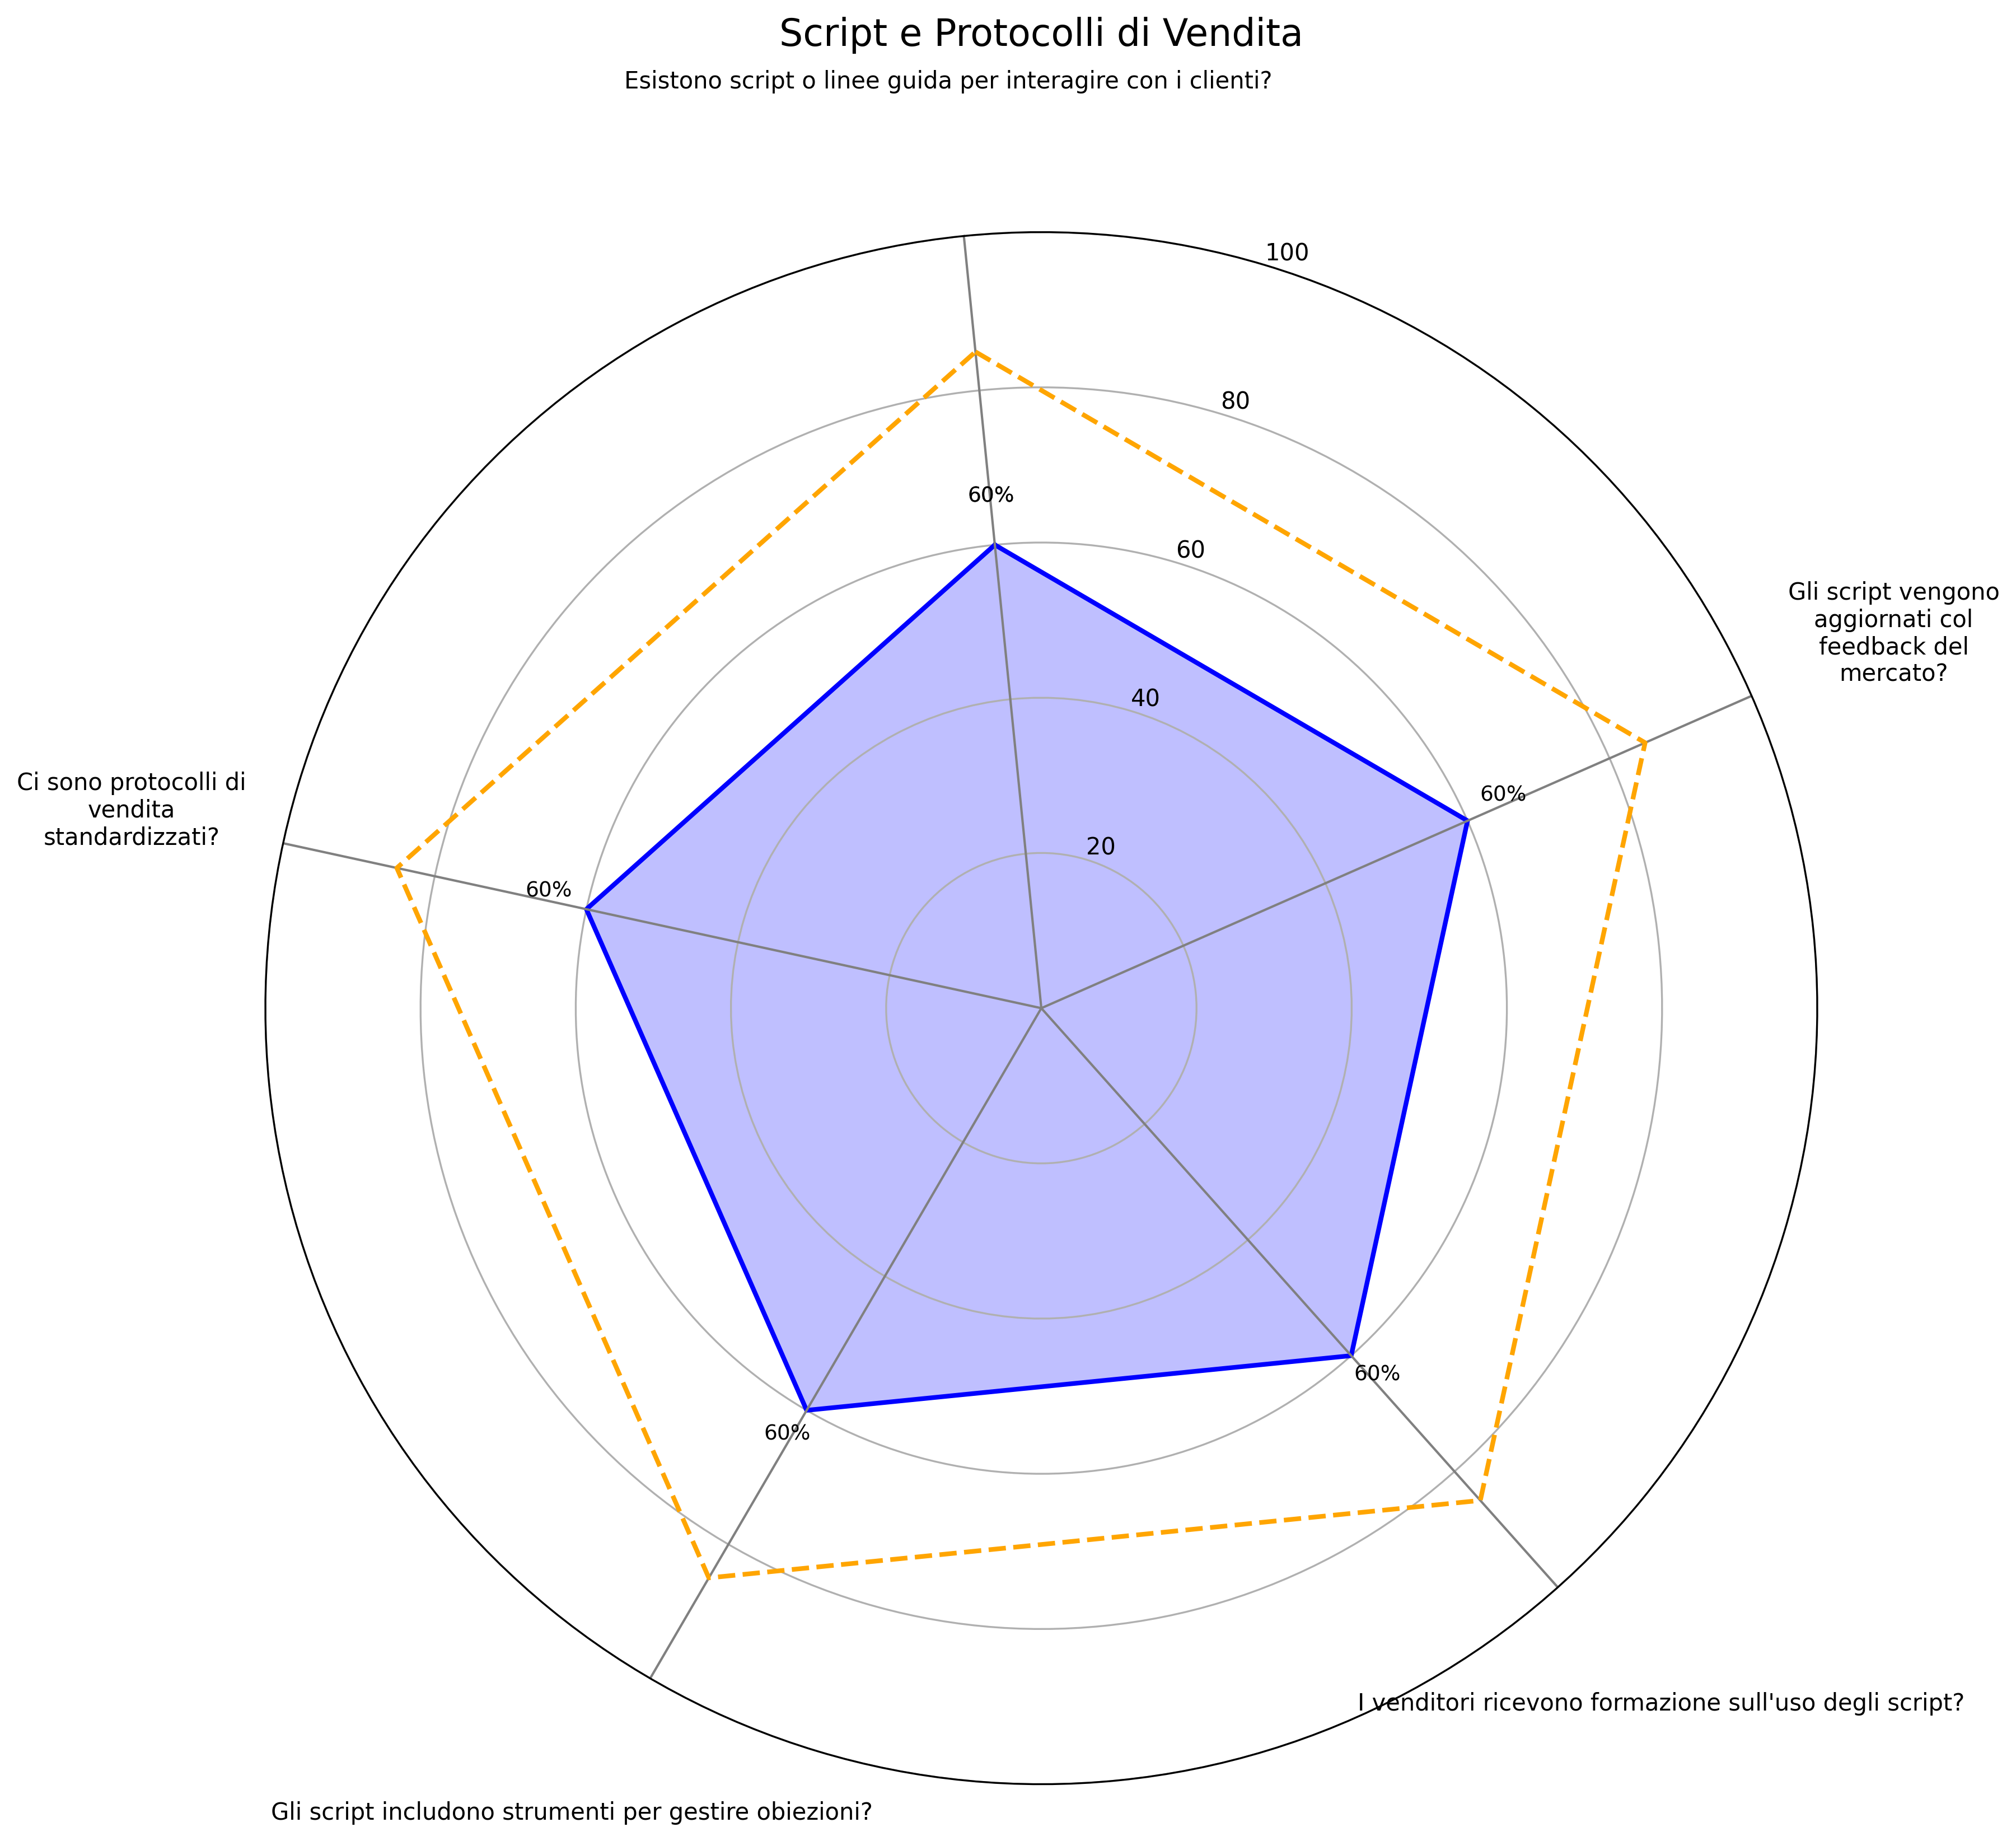 Script e Protocolli di Vendita
Esistono script o linee guida per interagire con i clienti?
100
80
60%
60
Gli script vengono
aggiornati col
feedback del
mercato?
40
Ci sono protocolli di
vendita
standardizzati?
60%
20
60%
60%
60%
I venditori ricevono formazione sull'uso degli script?
Gli script includono strumenti per gestire obiezioni?